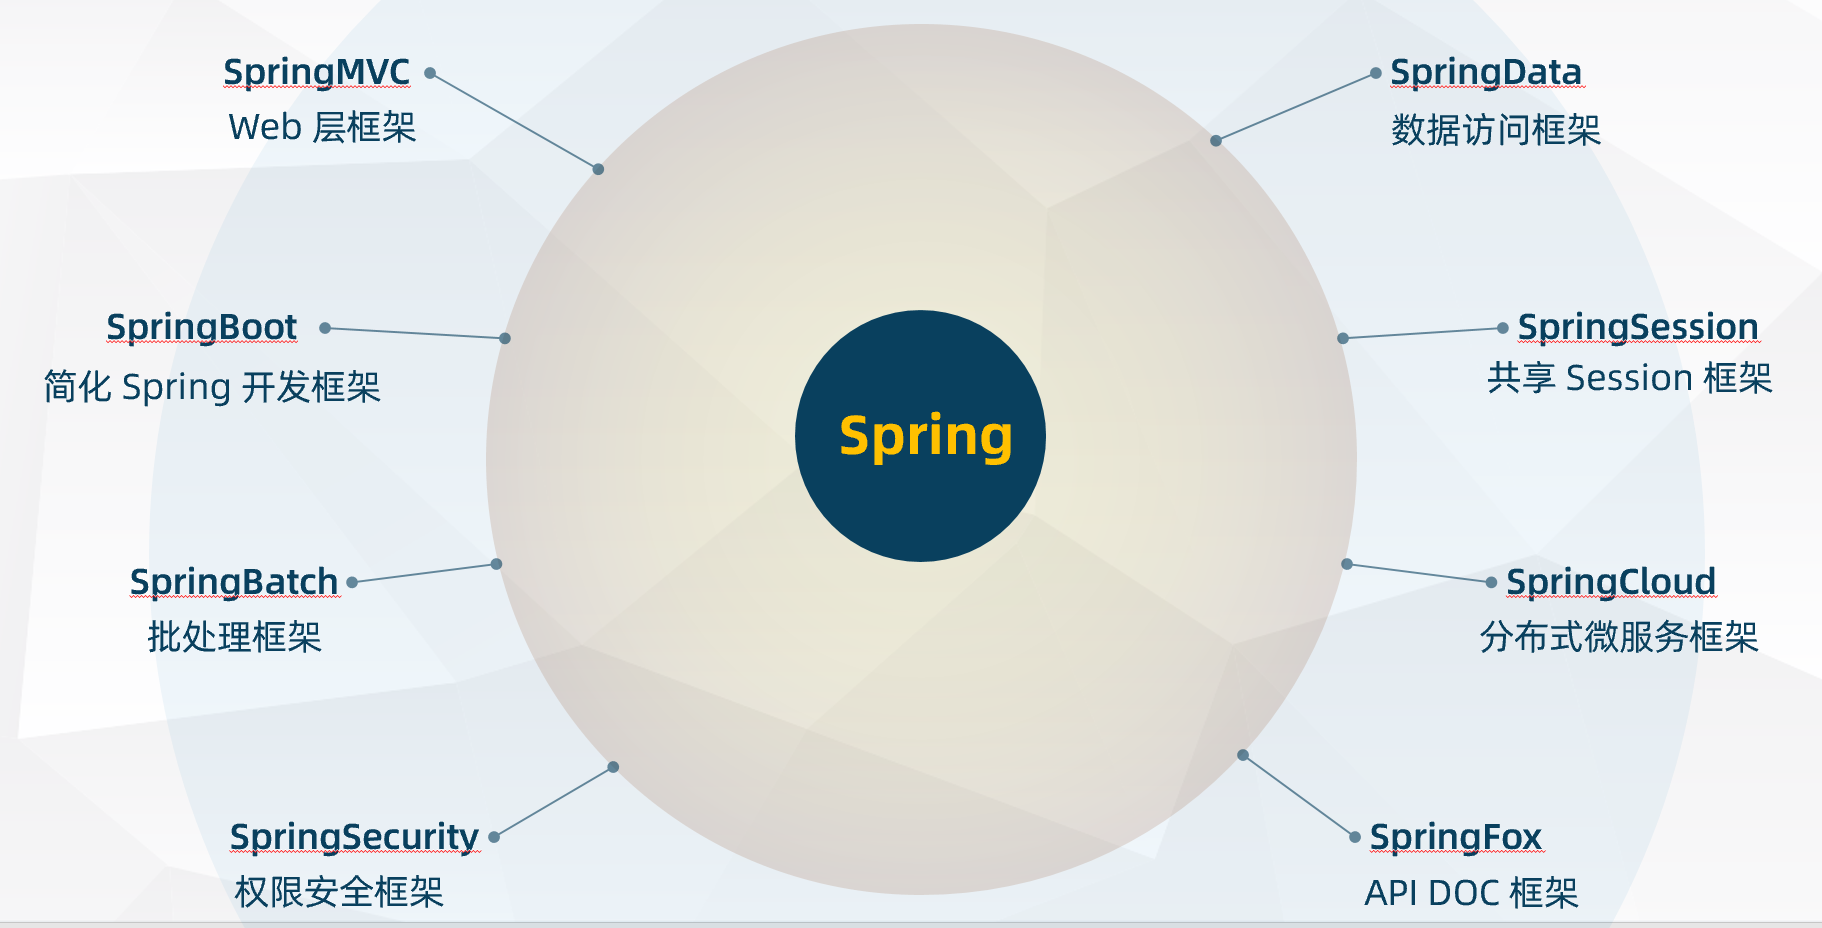 SpringMVC
Web 层框架
SpringData
数据访问框架
SpringBoot
简化 Spring 开发框架
SpringSession
共享 Session 框架
Spring
SpringBatch
批处理框架
SpringCloud
分布式微服务框架
SpringSecurity
权限安全框架
SpringFox
API DOC 框架